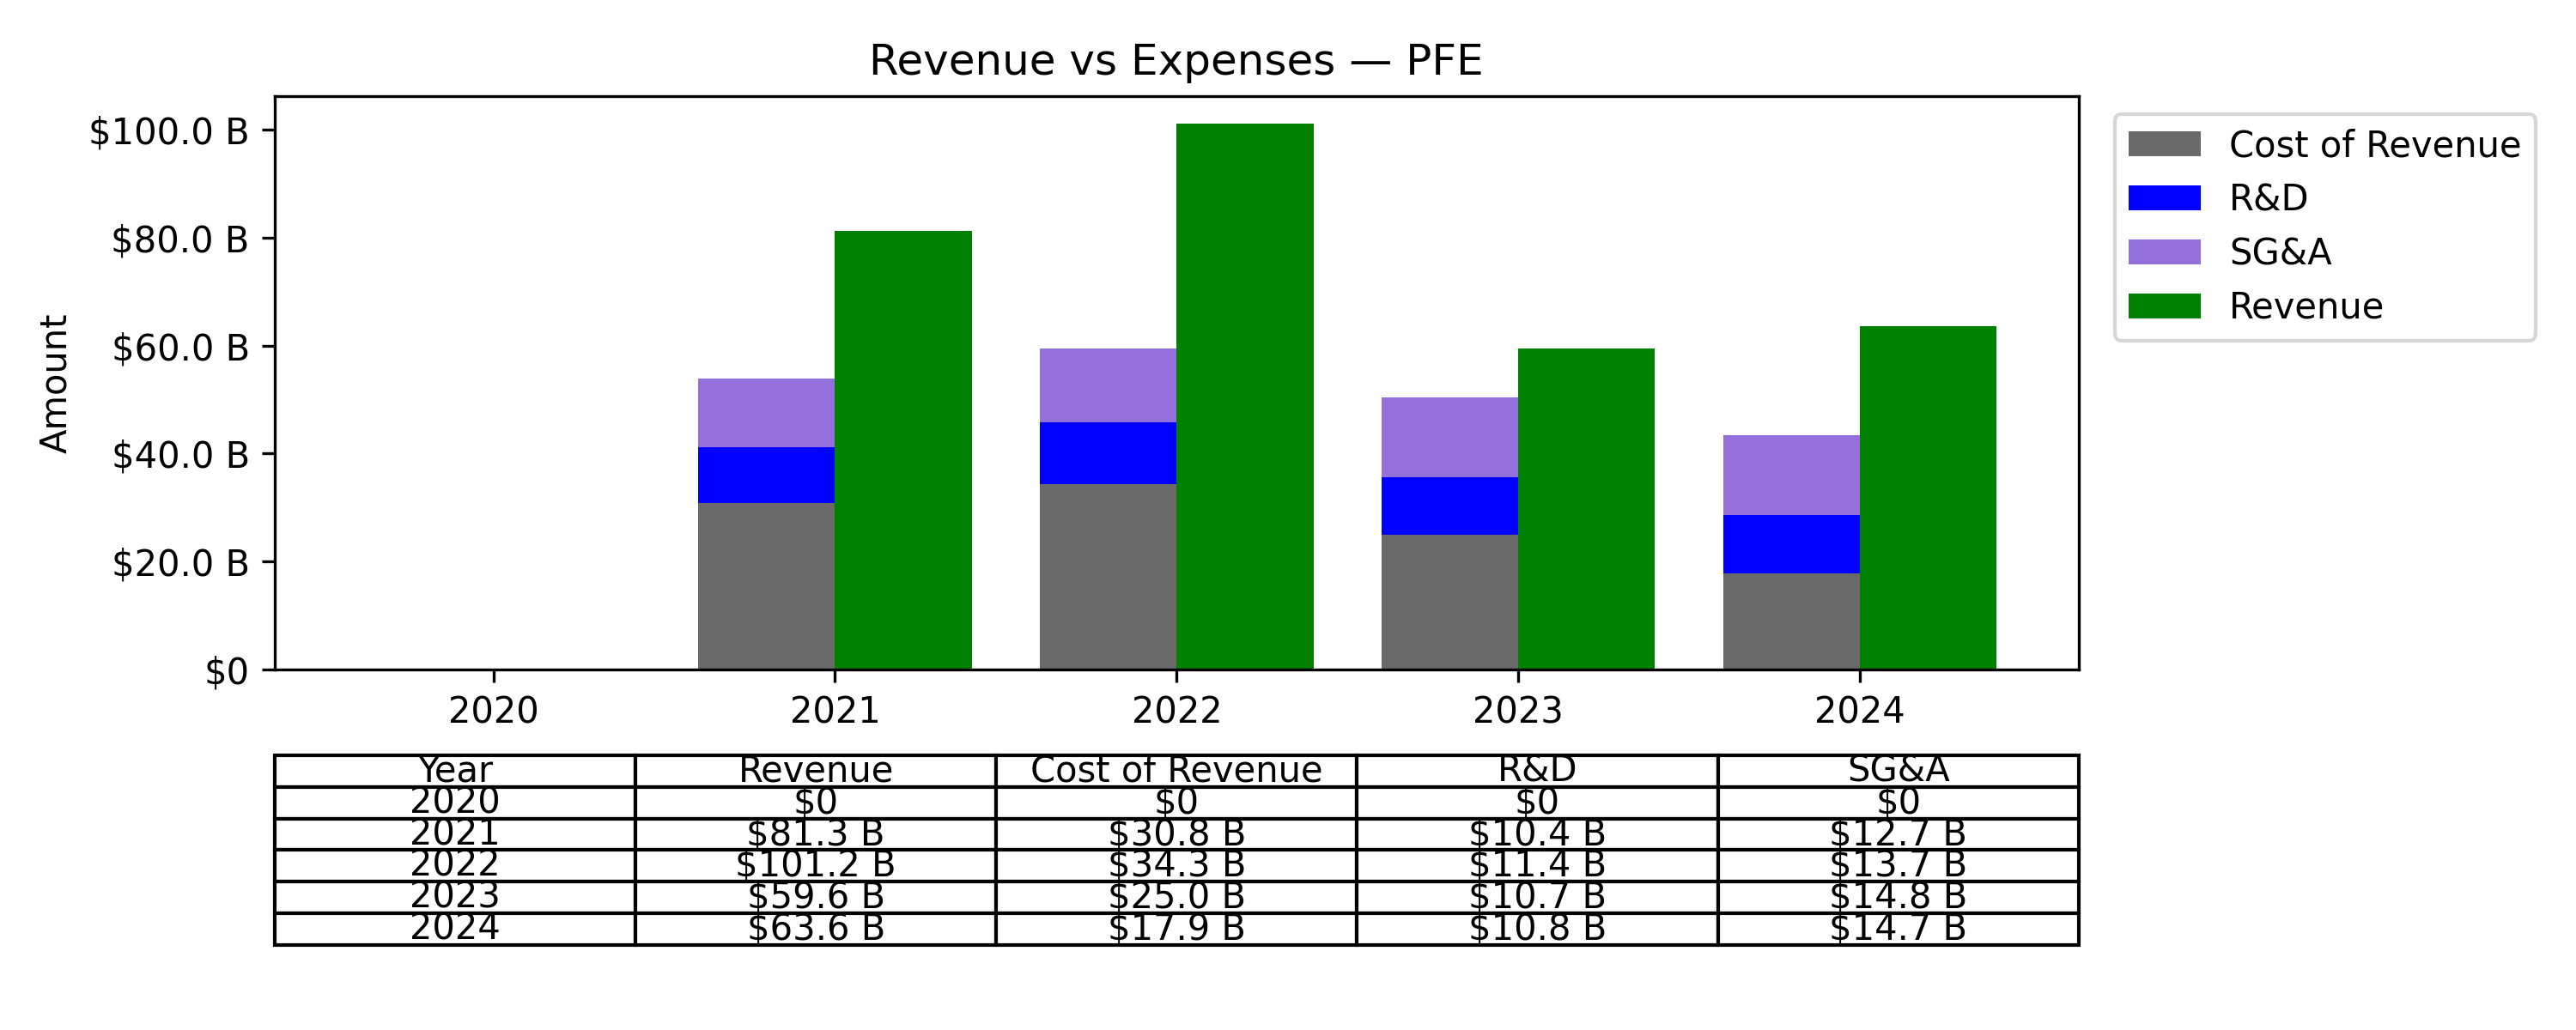 Revenue vs Expenses — PFE
$100.0 B
$80.0 B
$60.0 B
$40.0 B
$20.0 B
$0
Amount
2020 2021 2022 2023 2024
Cost of Revenue
R&D
SG&A
Revenue
Year Revenue Cost of Revenue R&D SG&A
2020 $0 $0 $0 $0
2021 $81.3 B $30.8 B $10.4 B $12.7 B
2022 $101.2 B $34.3 B $11.4 B $13.7 B
2023 $59.6 B $25.0 B $10.7 B $14.8 B
2024 $63.6 B $17.9 B $10.8 B $14.7 B